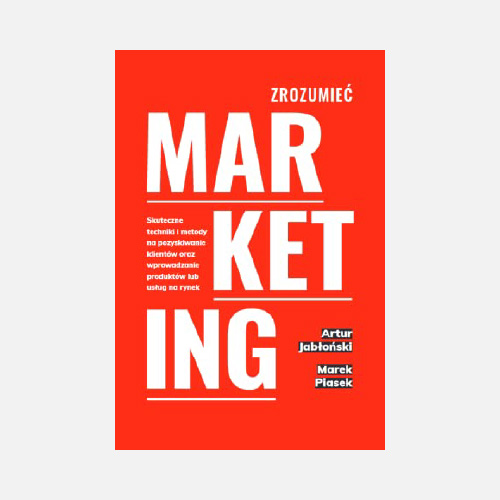 ZROZUMIEĆ
MAR
KET
ING
Skuteczne
techniki i metody
na pozyskiwanie
klientów oraz
wprowadzanie
produktów lub
usług na rynek
Artur
Jabłoński
Marek
Piasek